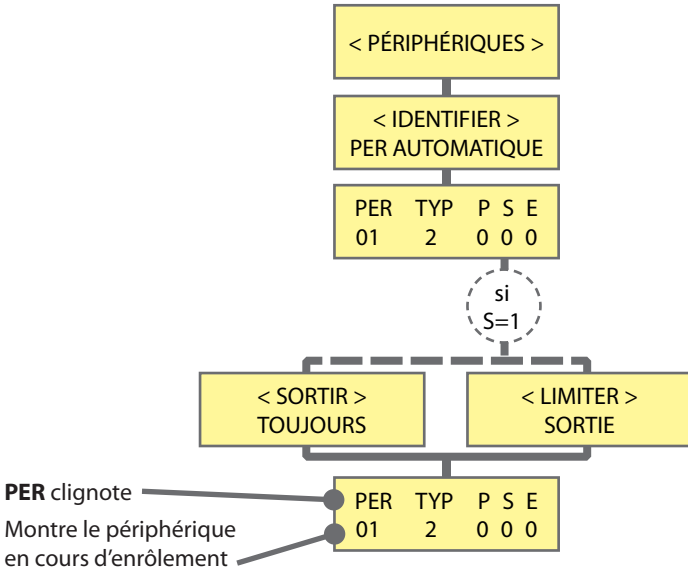 < PÉRIPHÉRIQUES >
< IDENTIFIER >
PER AUTOMATIQUE
PER TYP P S E
01 2 0 0 0
si
S=1
< SORTIR >
TOUJOURS
< LIMITER >
SORTIE
PER clignote
Montre le périphérique
en cours d’enrôlement
PER TYP P S E
01 2 0 0 0